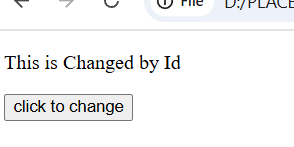 File
D:/PLACE
This is Changed by Id
click to change